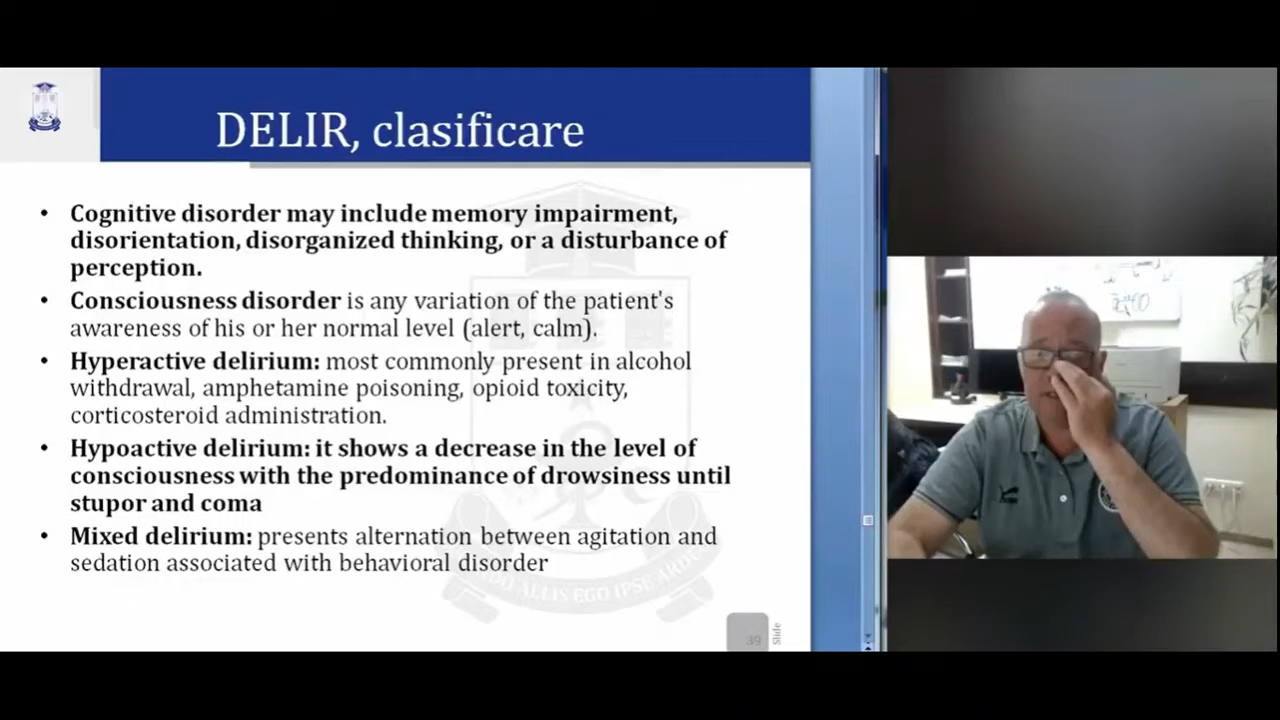 DELIR, clasificare
• Cognitive disorder may include memory impairment,
disorientation, disorganized thinking, or a disturbance of
perception.
• Consciousness disorder is any variation of the patient's
awareness of his or her normal level (alert, calm).
• Hyperactive delirium: most commonly present in alcohol
withdrawal, amphetamine poisoning, opioid toxicity,
corticosteroid administration.
• Hypoactive delirium: it shows a decrease in the level of
consciousness with the predominance of drowsiness until
stupor and coma
• Mixed delirium: presents alternation between agitation and
sedation associated with behavioral disorder
39
Slide